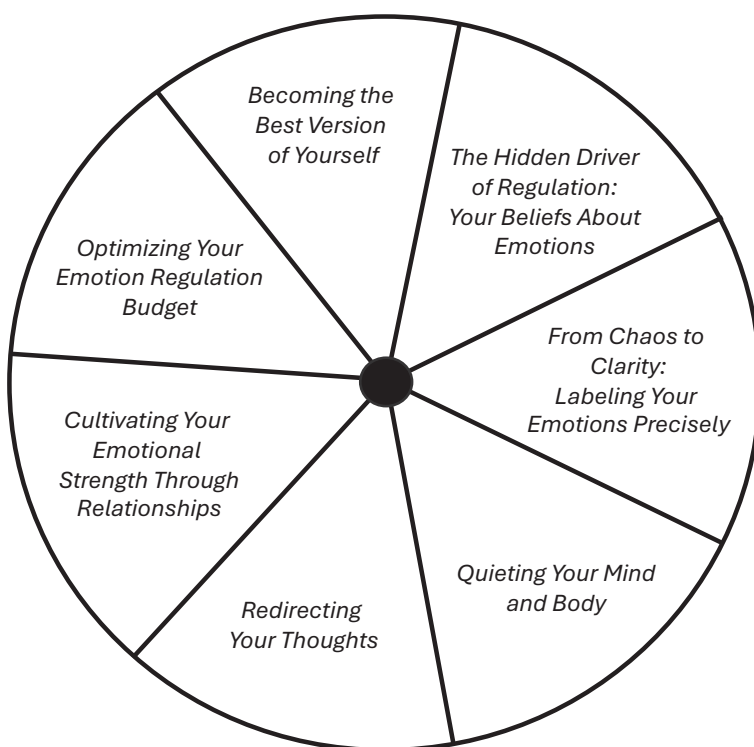 Becoming the
Best Version
of Yourself
The Hidden Driver
of Regulation:
Your Beliefs About
Emotions
From Chaos to
Clarity:
Labeling Your
Emotions Precisely
Quieting Your Mind
and Body
Redirecting
Your Thoughts
Cultivating Your
Emotional
Strength Through
Relationships
Optimizing Your
Emotion Regulation
Budget